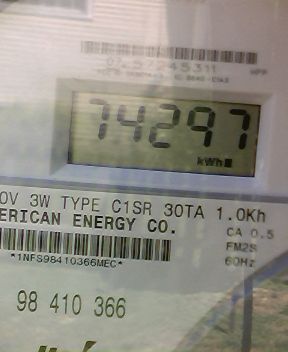 74297
kWh
0V 3W TYPE C1SR 30TA 1.0Kh
ERICAN ENERGY CO.
CA 0.5
FM2S
60Hz
*1NFS98410366MEC*
98 410 366